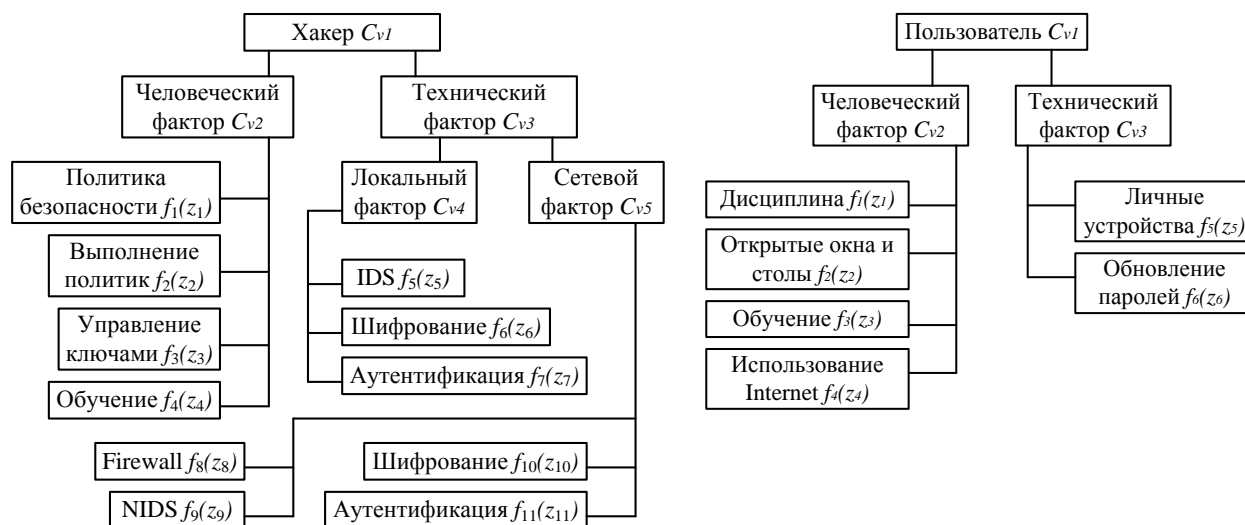 Хакер Cv1
Человеческий
фактор Cv2
Технический
фактор Cv3
Политика
безопасности f1(z1)
Выполнение
политик f2(z2)
Управление
ключами f3(z3)
Обучение f4(z4)
Локальный
фактор Cv4
Сетевой
фактор Cv5
IDS f5(z5)
Шифрование f6(z6)
Аутентификация f7(z7)
Firewall f8(z8)
NIDS f9(z9)
Шифрование f10(z10)
Аутентификация f11(z11)
Пользователь Cv1
Человеческий
фактор Cv2
Технический
фактор Cv3
Дисциплина f1(z1)
Открытые окна и
столы f2(z2)
Обучение f3(z3)
Использование
Internet f4(z4)
Личные
устройства f5(z5)
Обновление
паролей f6(z6)